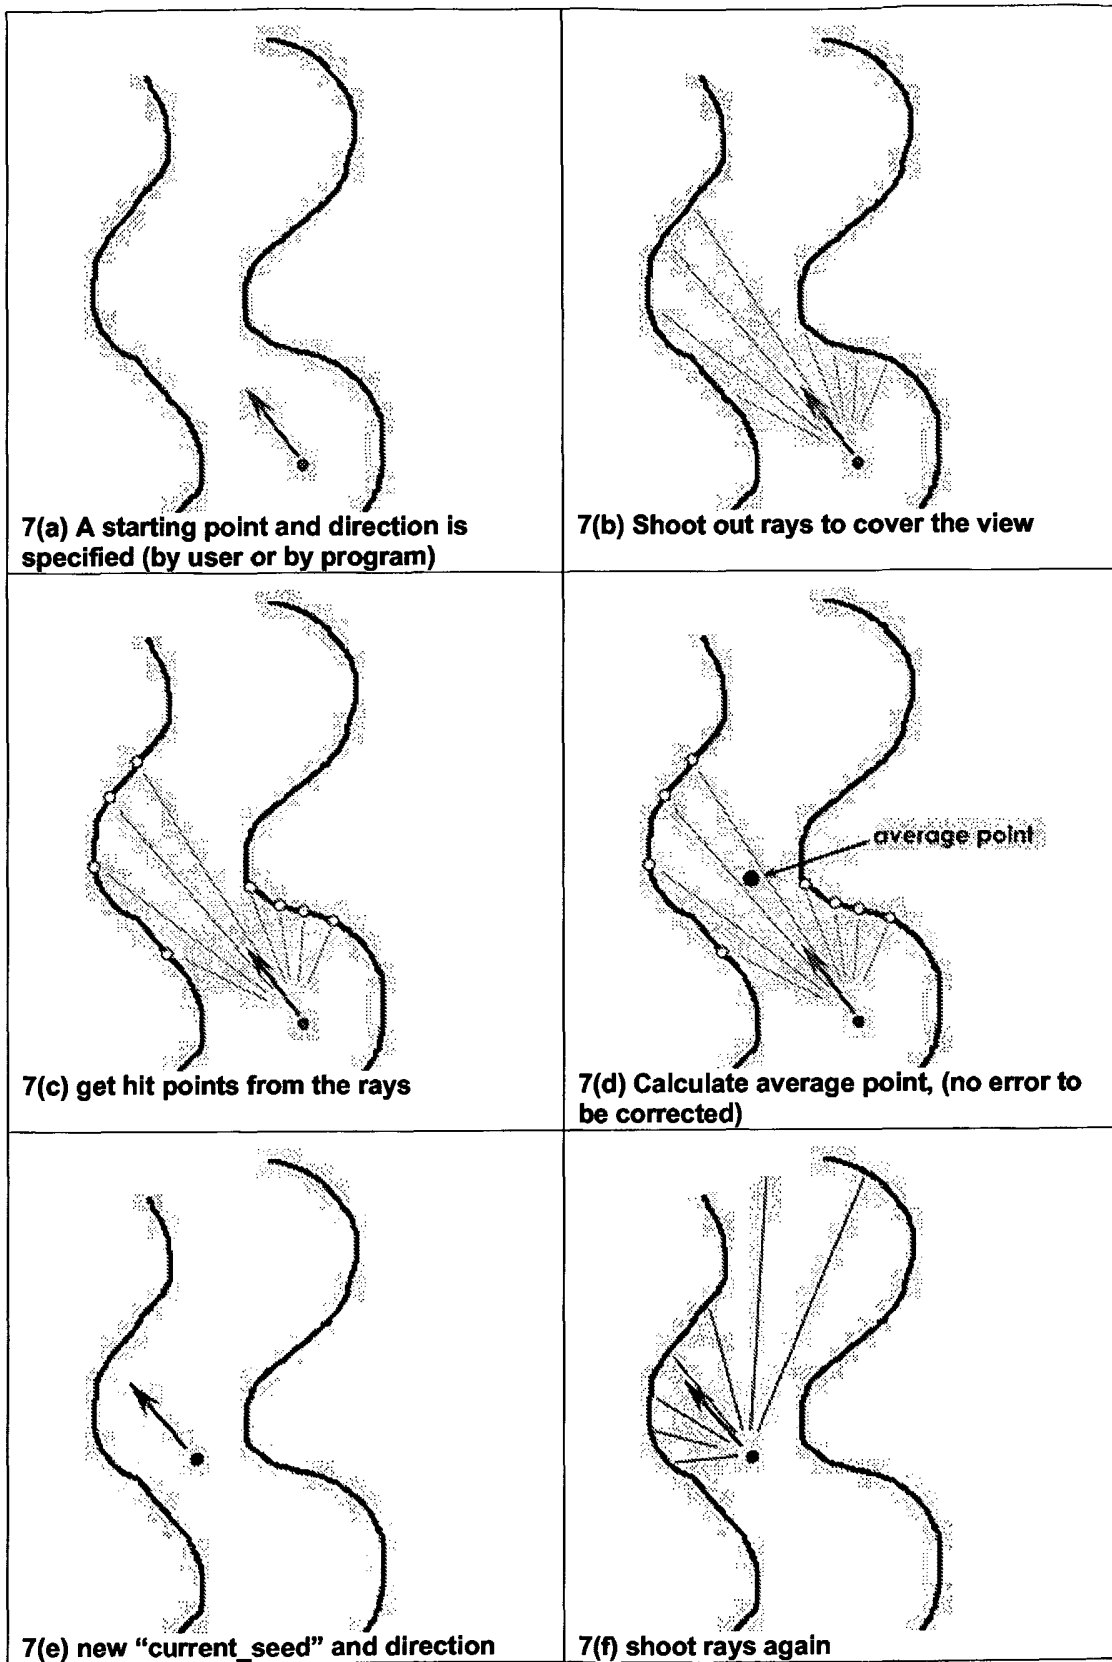 7(a) A starting point and direction is
specified (by user or by program)
7(b) Shoot out rays to cover the view
7(c) get hit points from the rays
average point
7(d) Calculate average point, (no error to
be corrected)
7(e) new “current_seed” and direction
7(f) shoot rays again